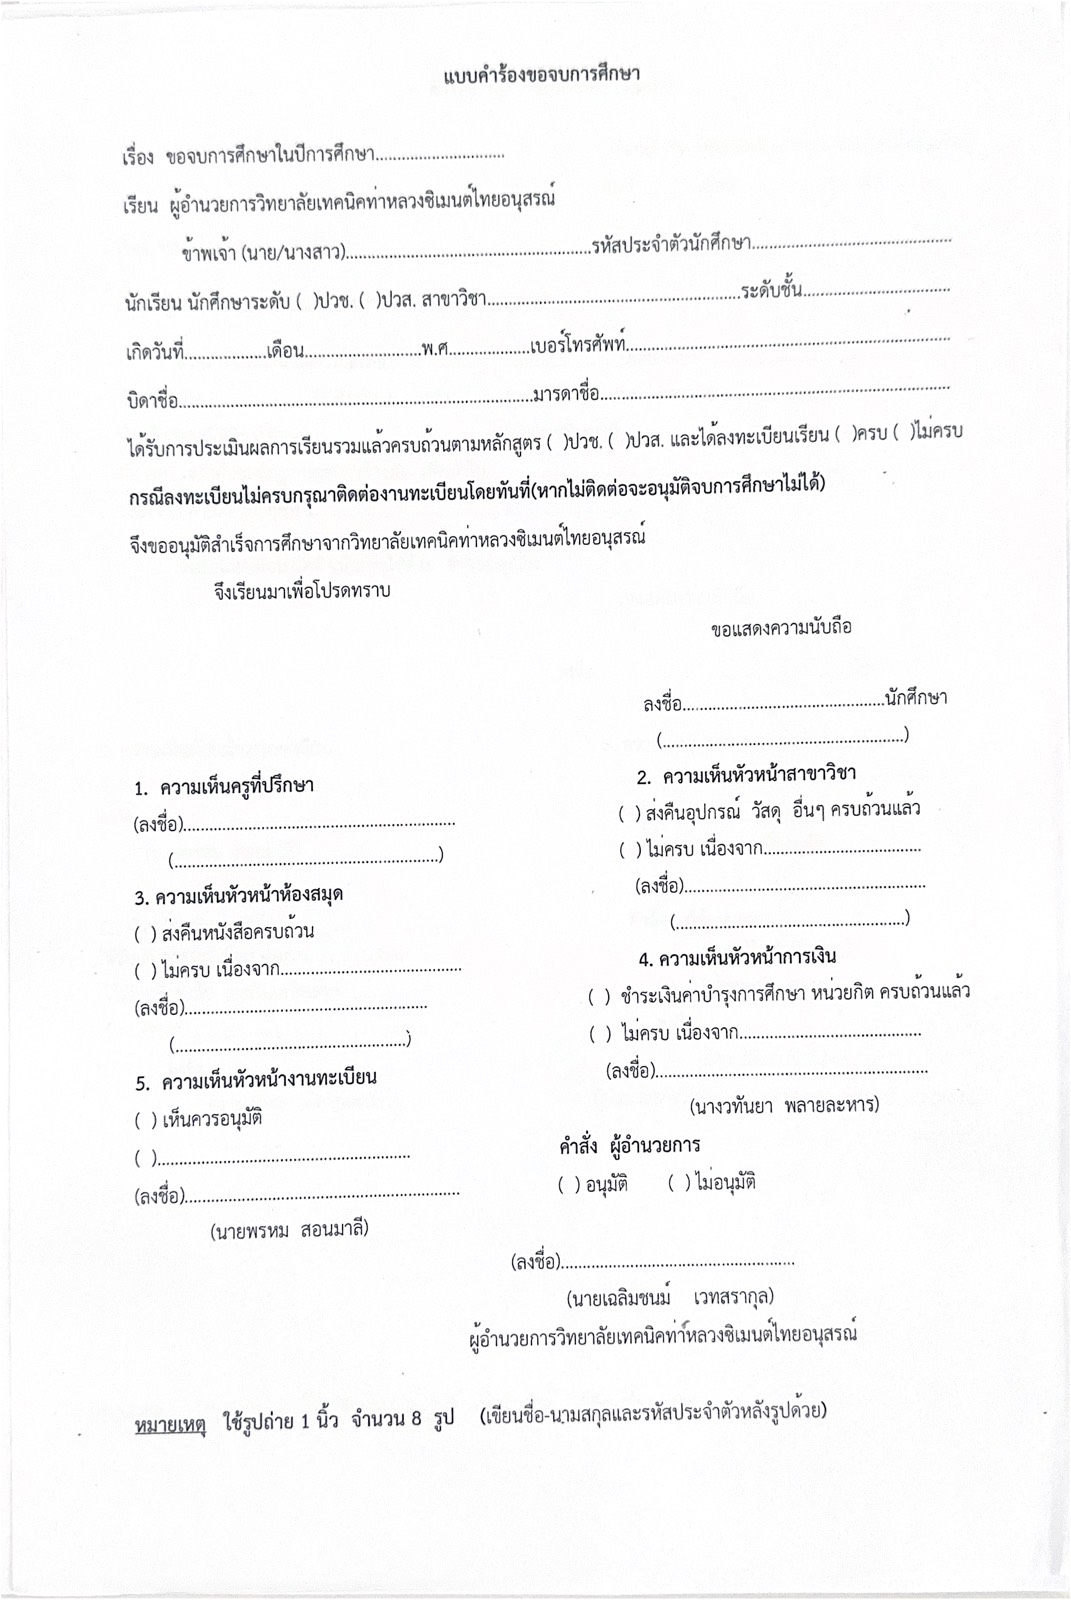 แบบคำร้องขอจบการศึกษา
เรื่อง ขอจบการศึกษาในปีการศึกษา..............................
เรียน ผู้อำนวยการวิทยาลัยเทคนิคท่าหลวงซิเมนต์ไทยอนุสรณ์
ข้าพเจ้า (นาย/นางสาว)........................................................รหัสประจำตัวนักศึกษา..............................................
นักเรียน นักศึกษาระดับ ( )ปวช. ( )ปวส. สาขาวิชา..........................................................ระดับชั้น..................................
เกิดวันที่...................เดือน...........................พ.ศ...................เบอร์โทรศัพท์..........................................................................
บิดาชื่อ.................................................................................มารดาชื่อ................................................................................
ได้รับการประเมินผลการเรียนรวมแล้วครบถ้วนตามหลักสูตร ( )ปวช. ( )ปวส. และได้ลงทะเบียนเรียน ( )ครบ ( )ไม่ครบ
กรณีลงทะเบียนไม่ครบกรุณาติดต่องานทะเบียนโดยทันที(หากไม่ติดต่อจะอนุมัติจบการศึกษาไม่ได้)
จึงขออนุมัติสำเร็จการศึกษาจากวิทยาลัยเทคนิคท่าหลวงซิเมนต์ไทยอนุสรณ์
จึงเรียนมาเพื่อโปรดทราบ
ขอแสดงความนับถือ
ลงชื่อ...............................................นักศึกษา
(........................................................)
1. ความเห็นครูที่ปรึกษา
(ลงชื่อ)...............................................................
(.............................................................)
2. ความเห็นหัวหน้าสาขาวิชา
( ) ส่งคืนอุปกรณ์ วัสดุ อื่นๆ ครบถ้วนแล้ว
( ) ไม่ครบ เนื่องจาก.....................................
(ลงชื่อ)........................................................
(.....................................................)
3. ความเห็นหัวหน้าห้องสมุด
( ) ส่งคืนหนังสือครบถ้วน
( ) ไม่ครบ เนื่องจาก..........................................
(ลงชื่อ)........................................................
(.....................................................)
4. ความเห็นหัวหน้าการเงิน
( ) ชำระเงินค่าบำรุงการศึกษา หน่วยกิต ครบถ้วนแล้ว
( ) ไม่ครบ เนื่องจาก..........................................
(ลงชื่อ)...............................................................
(นางวทันยา พลายละหาร)
5. ความเห็นหัวหน้างานทะเบียน
( ) เห็นควรอนุมัติ
( )...........................................................
(ลงชื่อ)...............................................................
(นายพรหม สอนมาลี)
คำสั่ง ผู้อำนวยการ
( ) อนุมัติ ( ) ไม่อนุมัติ
(ลงชื่อ)......................................................
(นายเฉลิมชนม์ เวทสรากุล)
ผู้อำนวยการวิทยาลัยเทคนิคท่าหลวงซิเมนต์ไทยอนุสรณ์
หมายเหตุ ใช้รูปถ่าย 1 นิ้ว จำนวน 8 รูป (เขียนชื่อ-นามสกุลและรหัสประจำตัวหลังรูปด้วย)